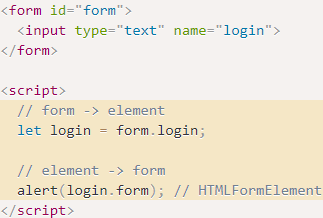 <form id="form">
  <input type="text" name="login">
</form>

<script>
  // form -> element
  let login = form.login;

  // element -> form
  alert(login.form); // HTMLFormElement
</script>